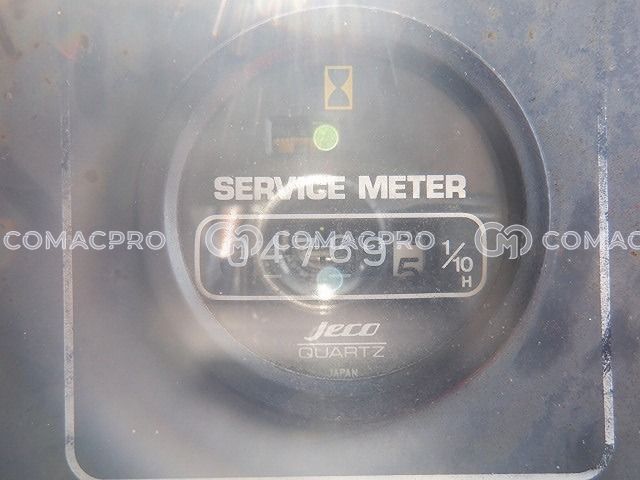 SERVICE METER
COMACPRO COMACPRO COMACPRO
04769 5 1/10
H
Jeco
QUARTZ
JAPAN